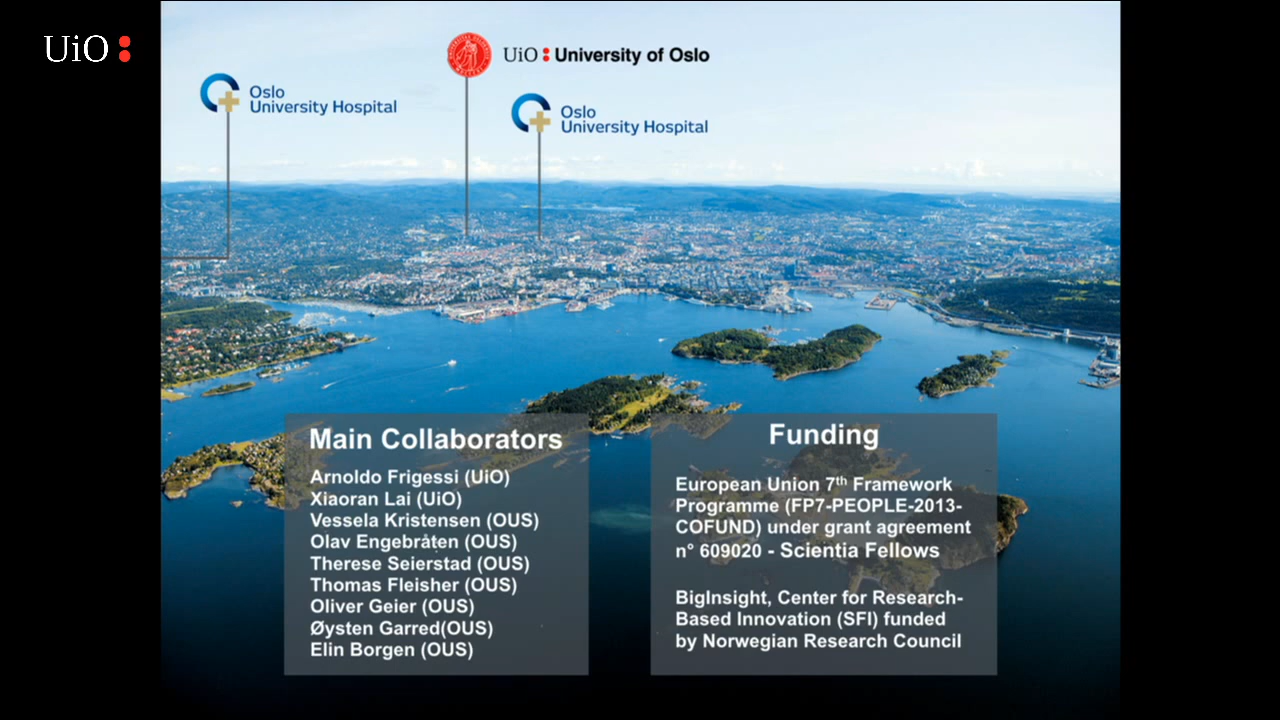 UiO:
UiO: University of Oslo
Oslo
University Hospital
Oslo
University Hospital
Main Collaborators
Arnoldo Frigessi (UiO)
Xiaoran Lai (UiO)
Vessela Kristensen (OUS)
Olav Engebråten (OUS)
Therese Seierstad (OUS)
Thomas Fleisher (OUS)
Oliver Geier (OUS)
Øysten Garred(OUS)
Elin Borgen (OUS)
Funding
European Union 7th Framework
Programme (FP7-PEOPLE-2013-
COFUND) under grant agreement
n° 609020 - Scientia Fellows
BigInsight, Center for Research-
Based Innovation (SFI) funded
by Norwegian Research Council